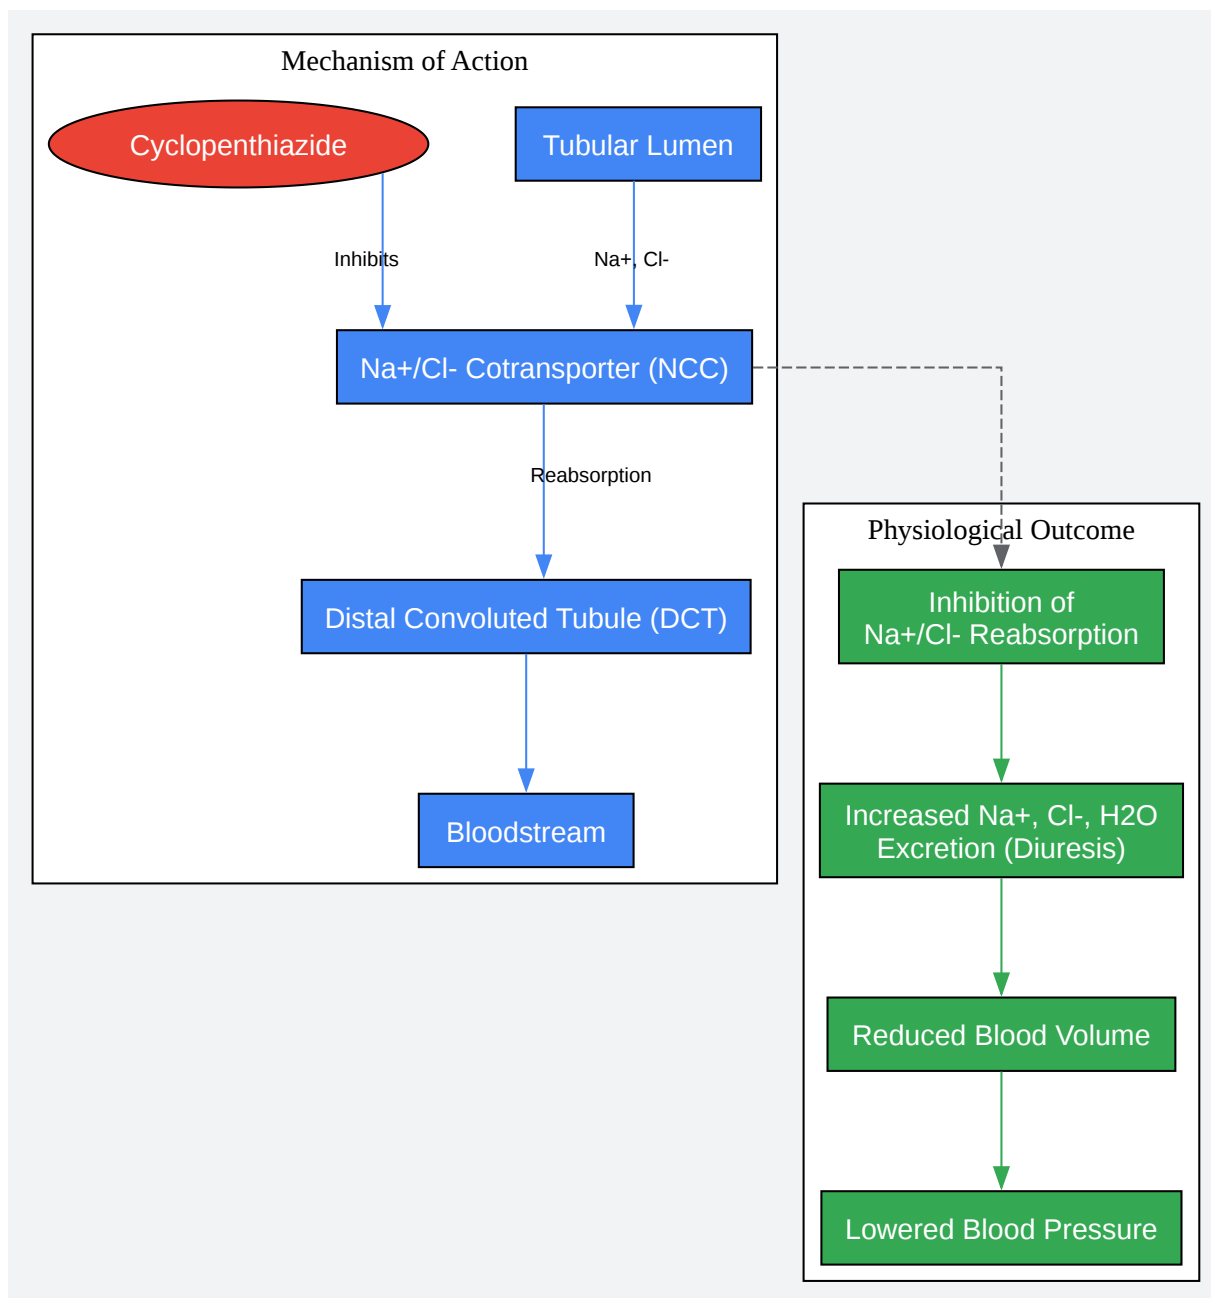 Mechanism of Action
Cyclopenthiazide
Tubular Lumen
Inhibits
Na+, Cl-
Na+/Cl- Cotransporter (NCC)
Reabsorption
Distal Convoluted Tubule (DCT)
Bloodstream
Physiological Outcome
Inhibition of
Na+/Cl- Reabsorption
Increased Na+, Cl-, H2O
Excretion (Diuresis)
Reduced Blood Volume
Lowered Blood Pressure